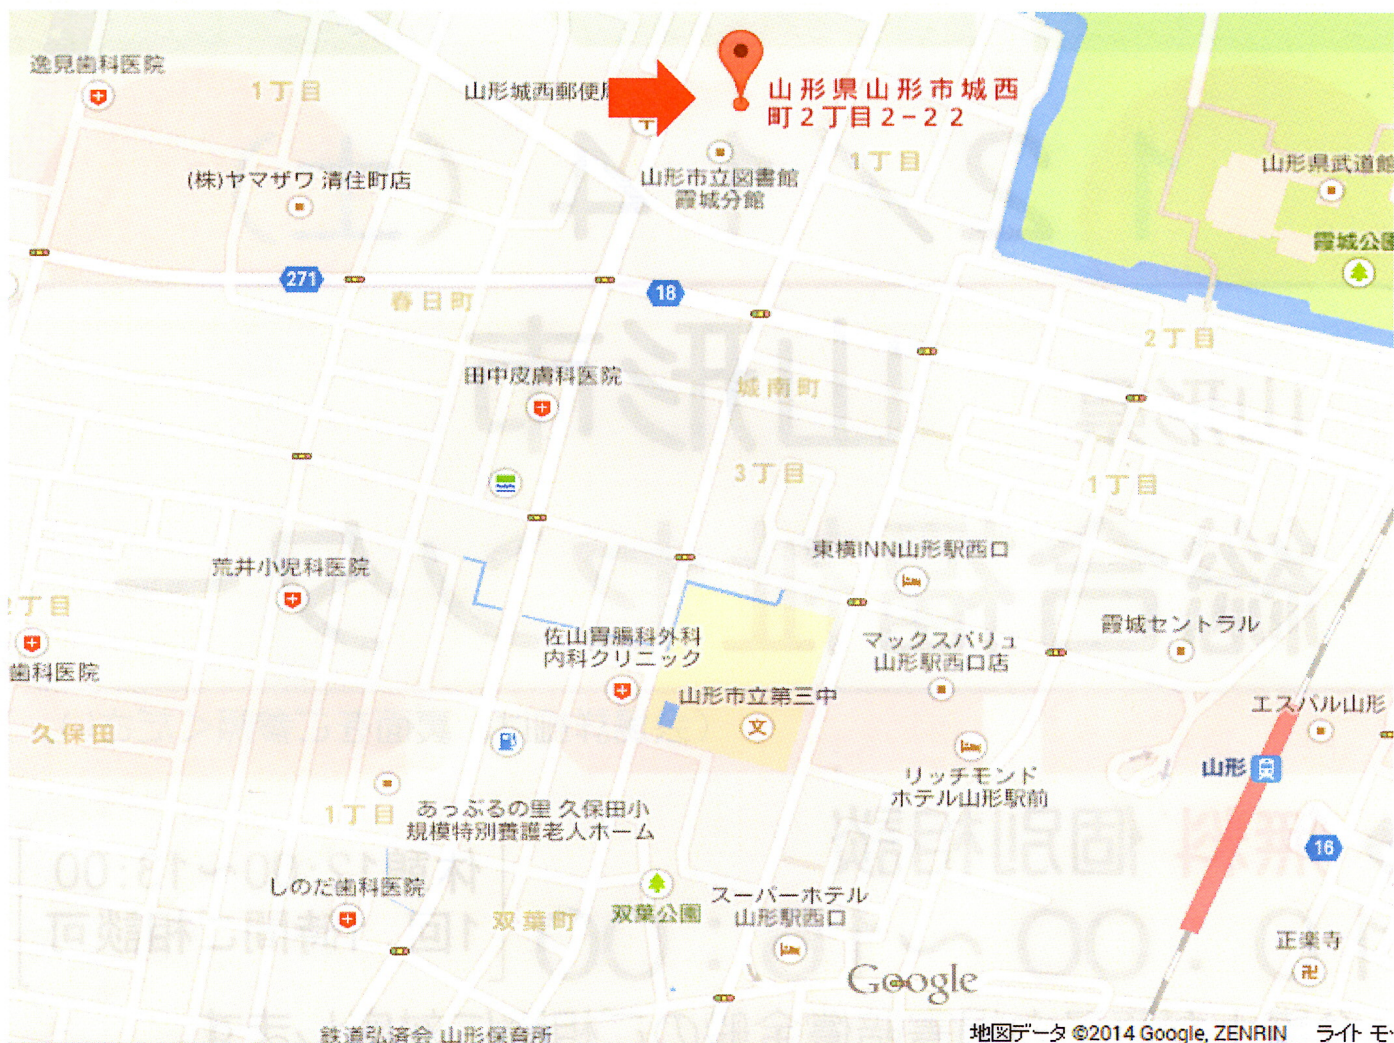 逸見歯科医院
1丁目
山形城西郵便局
山形県山形市城西
町2丁目2-22
(株)ヤマザワ 清住町店
山形市立図書館
霞城分館
1丁目
山形県武道館
霞城公園
271
18
春日町
2丁目
田中皮膚科医院
城南町
3丁目
1丁目
東横INN山形駅西口
荒井小児科医院
2丁目
歯科医院
佐山胃腸科外科
内科クリニック
マックスバリュ
山形駅西口店
霞城セントラル
山形市立第三中
文
エスパル山形
久保田
山形
リッチモンド
ホテル山形駅前
1丁目
あっぷるの里 久保田小
規模特別養護老人ホーム
16
しのだ歯科医院
双葉町
双葉公園
スーパーホテル
山形駅西口
正楽寺
卍
Google
鉄道弘済会 山形保育所
地図データ ©2014 Google, ZENRIN ライト モ